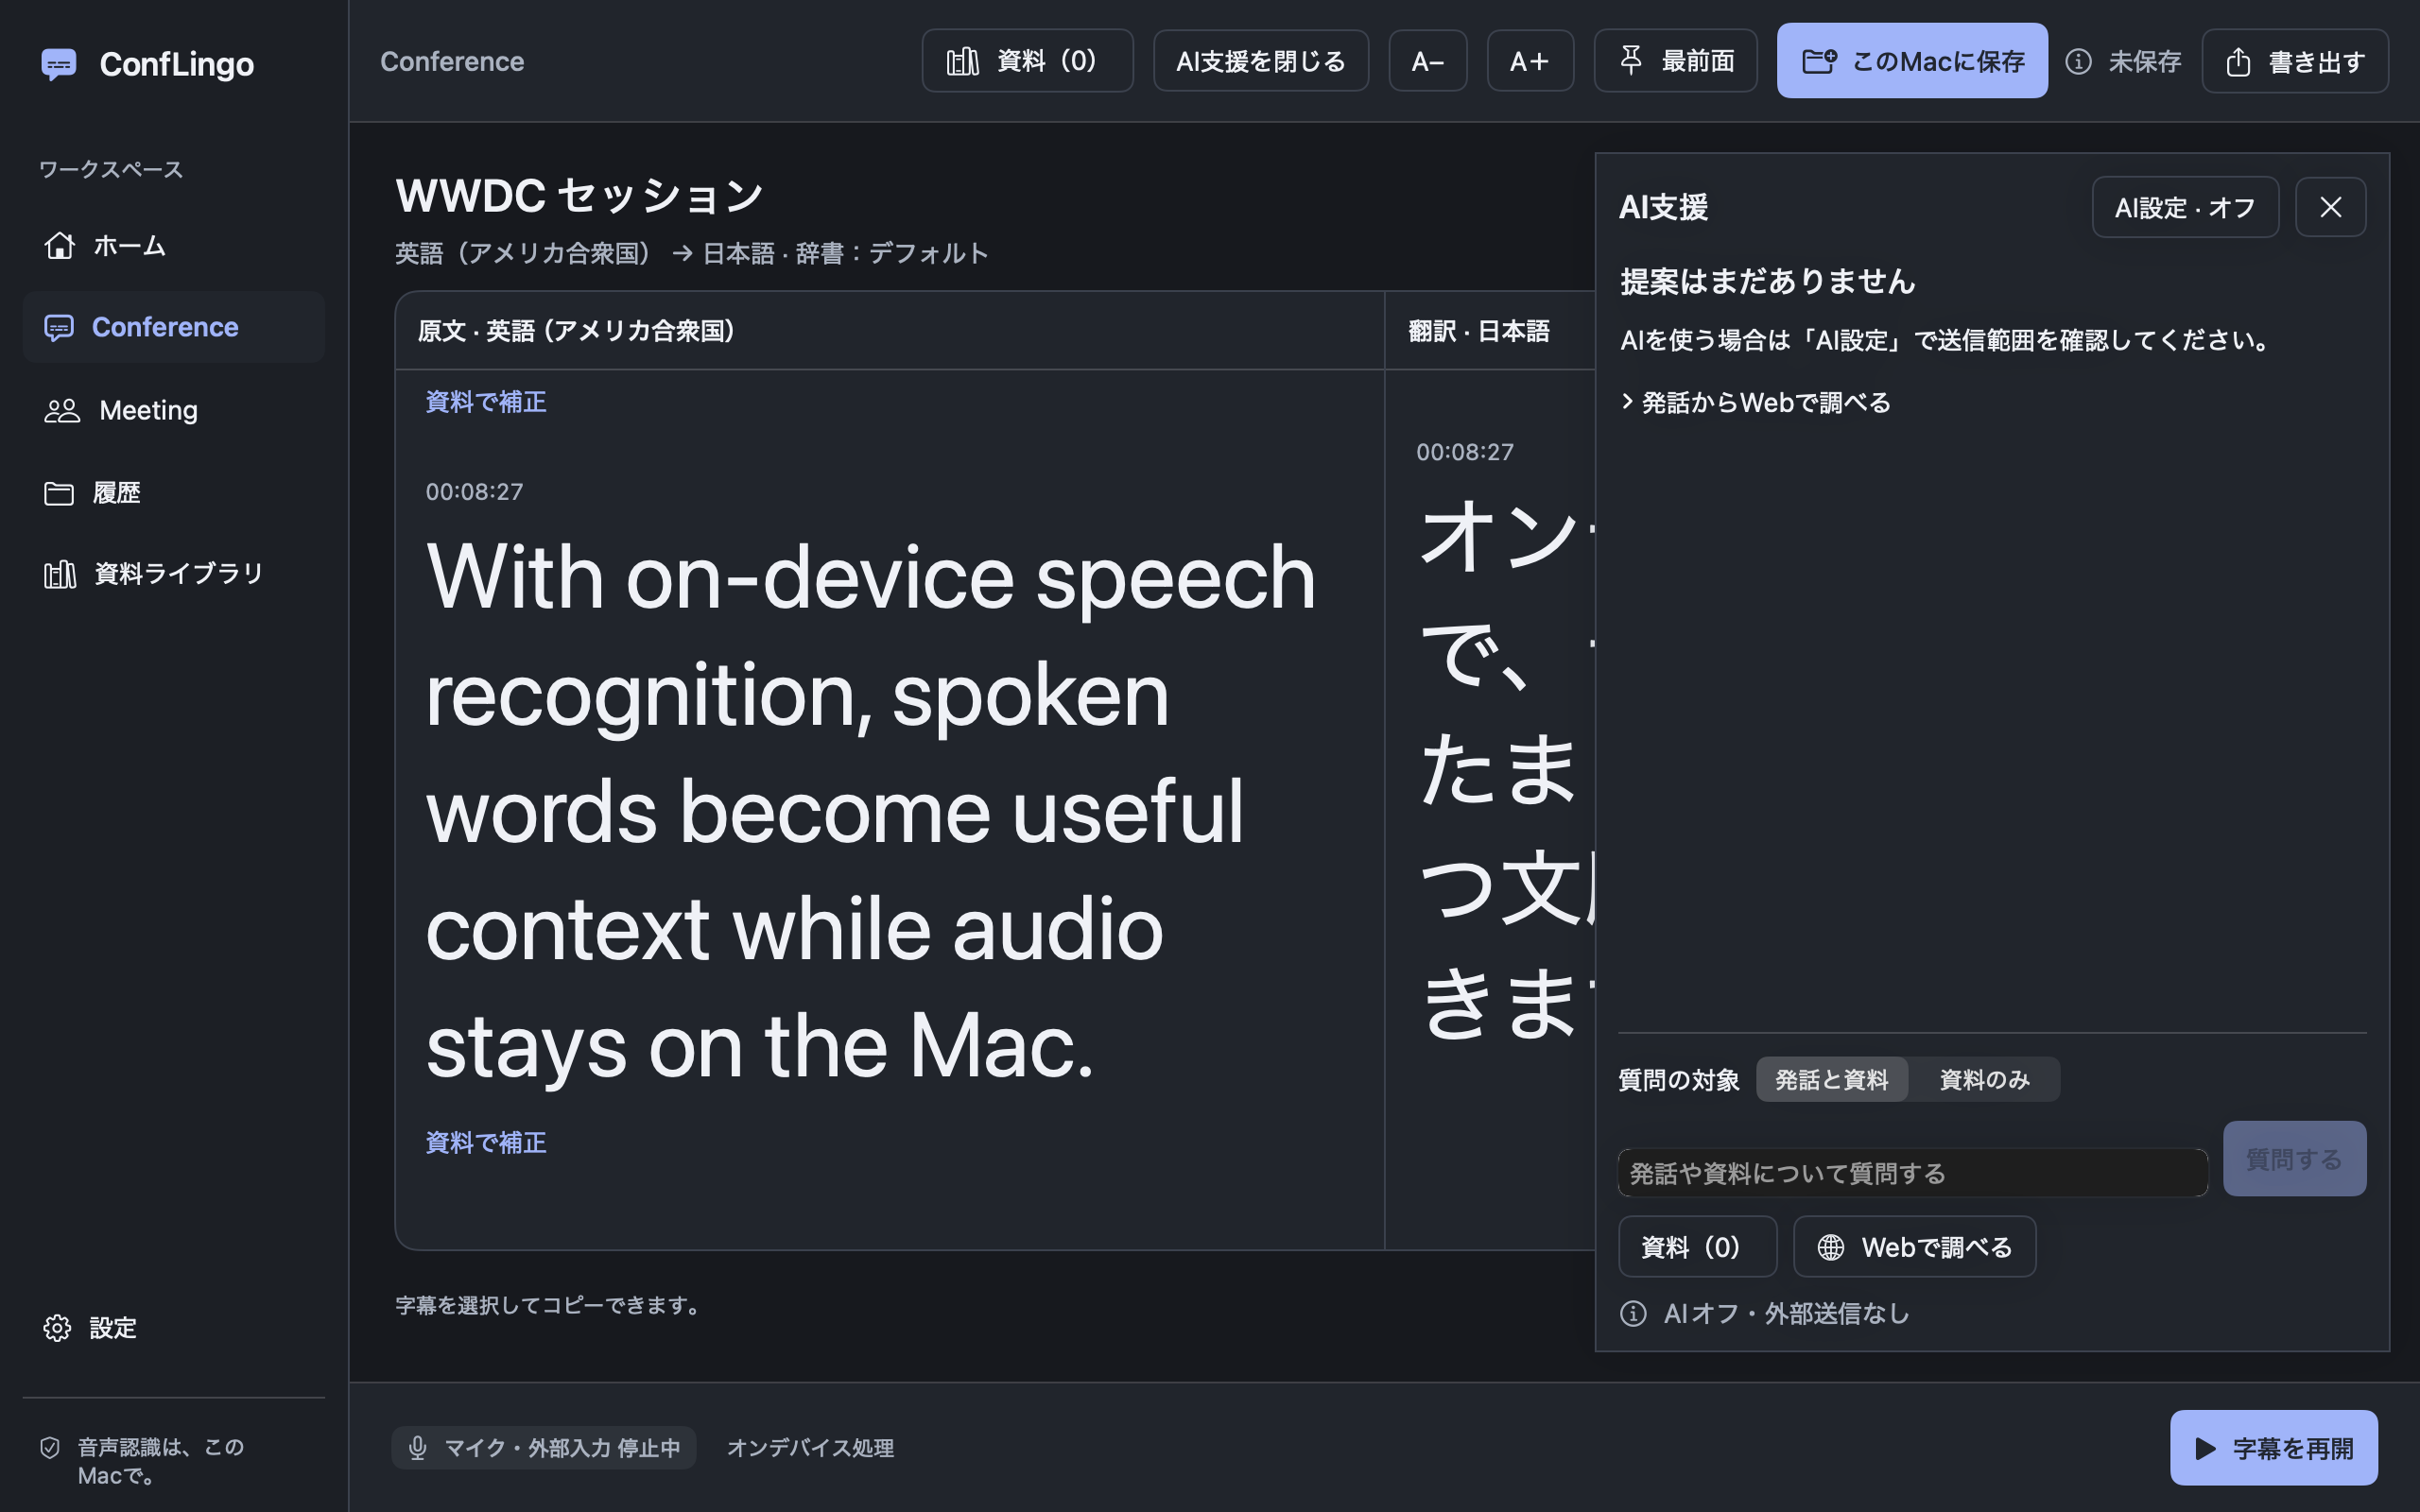 ConfLingo
ワークスペース
ホーム
Conference
Meeting
履歴
資料ライブラリ
設定
音声認識は、この
Macで。
Conference
資料（0）
AI支援を閉じる
A−
A+
最前面
このMacに保存
未保存
書き出す
WWDC セッション
英語（アメリカ合衆国） → 日本語 · 辞書：デフォルト
原文 · 英語 (アメリカ合衆国)
資料で補正
00:08:27
With on-device speech
recognition, spoken
words become useful
context while audio
stays on the Mac.
資料で補正
翻訳 · 日本語
00:08:27
オン
で、
たま
つ文
きま
字幕を選択してコピーできます。
AI支援
AI設定 · オフ
提案はまだありません
AIを使う場合は「AI設定」で送信範囲を確認してください。
発話からWebで調べる
質問の対象
発話と資料
資料のみ
発話や資料について質問する
質問する
資料（0）
Webで調べる
AIオフ・外部送信なし
マイク・外部入力 停止中
オンデバイス処理
字幕を再開